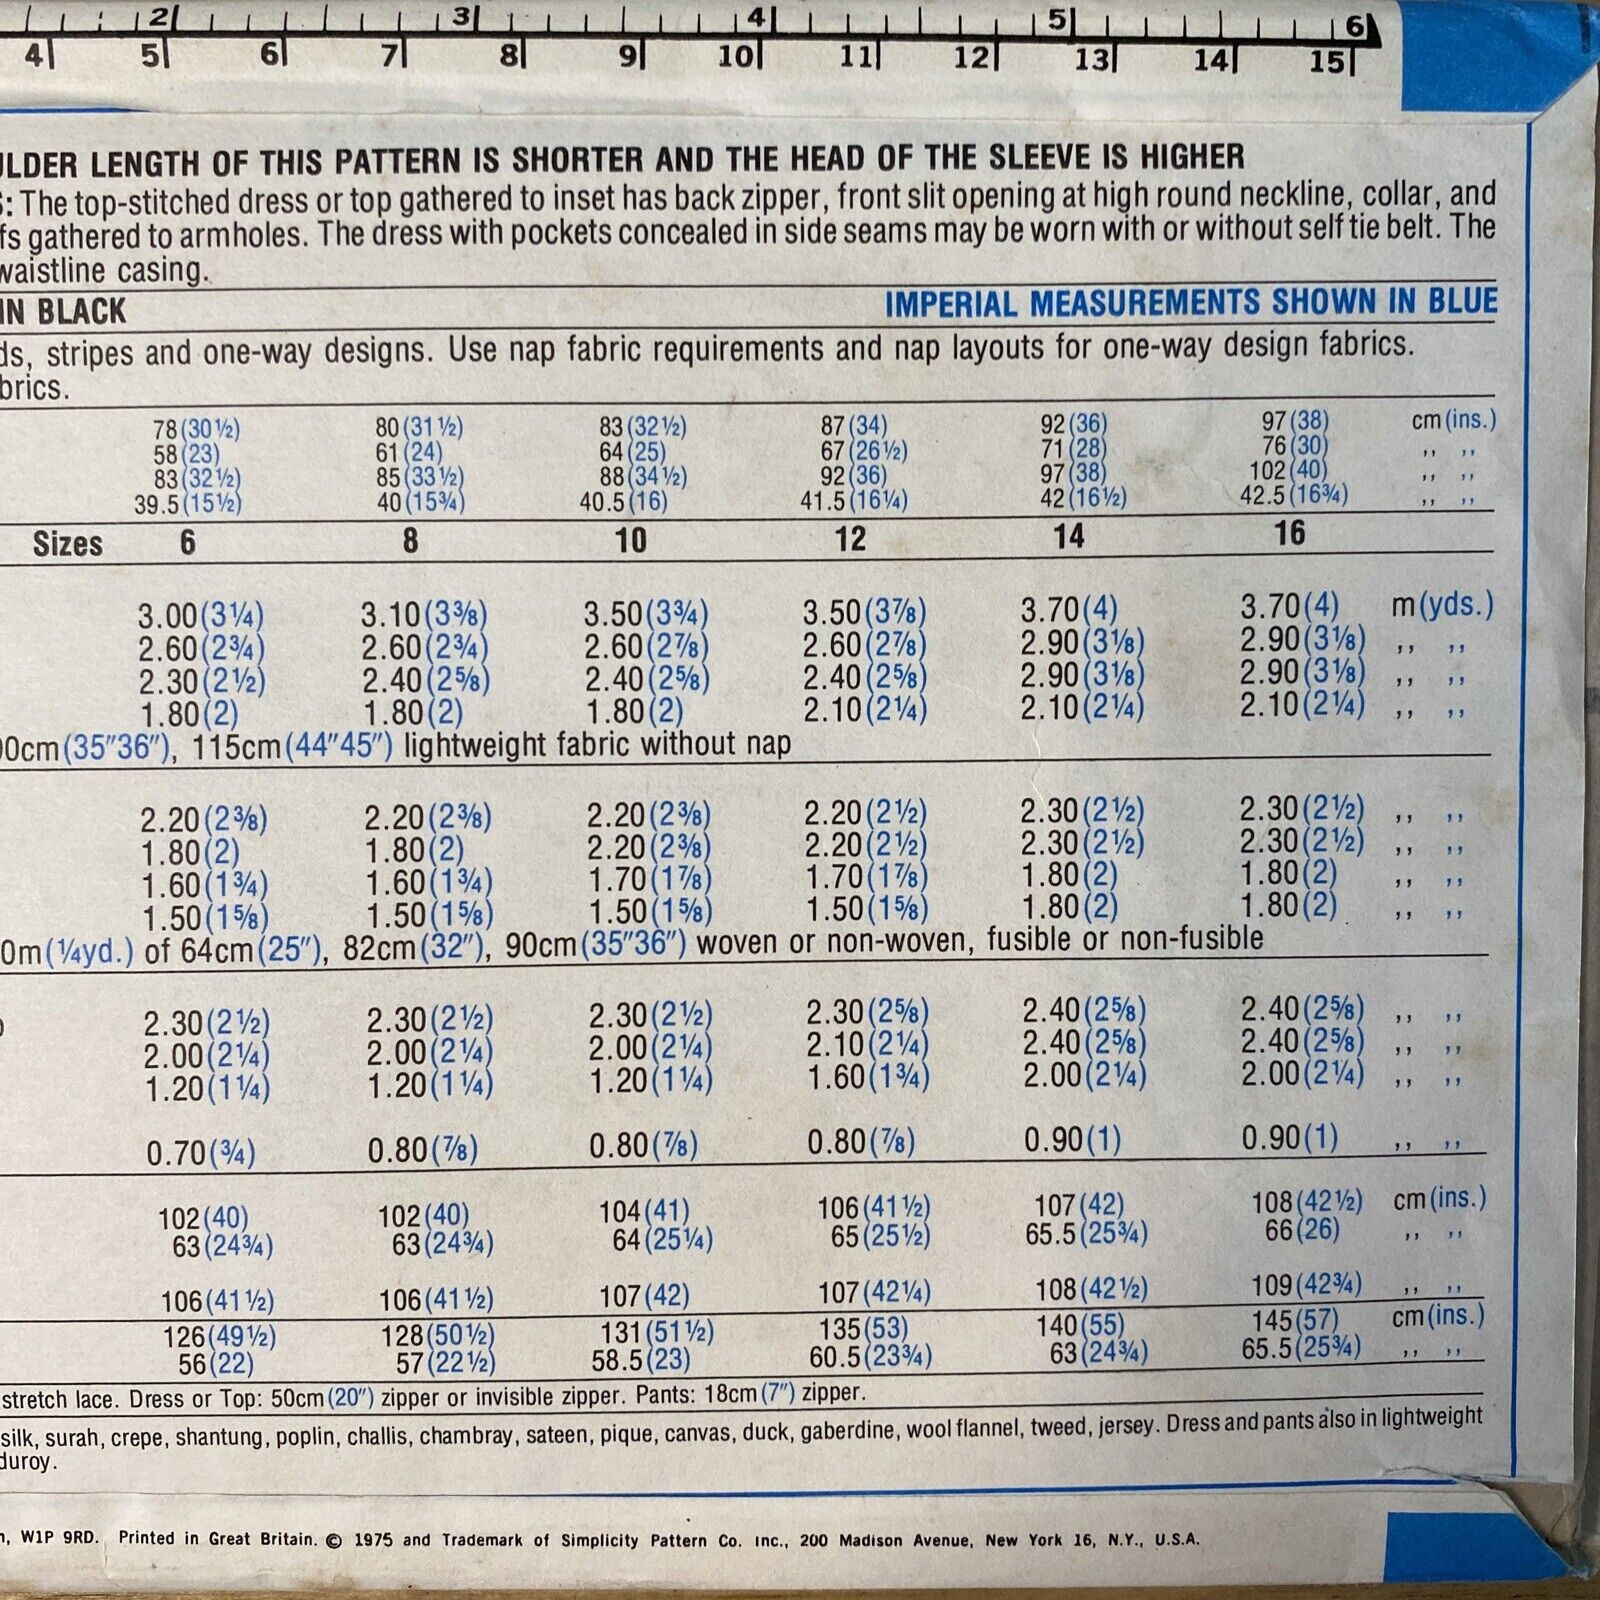 2 3 4 5 6
4 5 6 7 8 9 10 11 12 13 14 15
ULDER LENGTH OF THIS PATTERN IS SHORTER AND THE HEAD OF THE SLEEVE IS HIGHER
S: The top-stitched dress or top gathered to inset has back zipper, front slit opening at high round neckline, collar, and
fs gathered to armholes. The dress with pockets concealed in side seams may be worn with or without self tie belt. The
waistline casing.
IN BLACK IMPERIAL MEASUREMENTS SHOWN IN BLUE
ds, stripes and one-way designs. Use nap fabric requirements and nap layouts for one-way design fabrics.
brics.
78(30½) 80(31½) 83(32½) 87(34) 92(36) 97(38) cm(ins.)
58(23) 61(24) 64(25) 67(26½) 71(28) 76(30) ,, ,,
83(32½) 85(33½) 88(34½) 92(36) 97(38) 102(40) ,, ,,
39.5(15½) 40(15¾) 40.5(16) 41.5(16¼) 42(16½) 42.5(16¾) ,, ,,
Sizes 6 8 10 12 14 16
3.00(3¼) 3.10(3⅜) 3.50(3¾) 3.50(3⅞) 3.70(4) 3.70(4) m(yds.)
2.60(2¾) 2.60(2¾) 2.60(2⅞) 2.60(2⅞) 2.90(3⅛) 2.90(3⅛) ,, ,,
2.30(2½) 2.40(2⅝) 2.40(2⅝) 2.40(2⅝) 2.90(3⅛) 2.90(3⅛) ,, ,,
1.80(2) 1.80(2) 1.80(2) 2.10(2¼) 2.10(2¼) 2.10(2¼) ,, ,,
90cm(35″36″), 115cm(44″45″) lightweight fabric without nap
2.20(2⅜) 2.20(2⅜) 2.20(2⅜) 2.20(2½) 2.30(2½) 2.30(2½) ,, ,,
1.80(2) 1.80(2) 2.20(2⅜) 2.20(2½) 2.30(2½) 2.30(2½) ,, ,,
1.60(1¾) 1.60(1¾) 1.70(1⅞) 1.70(1⅞) 1.80(2) 1.80(2) ,, ,,
1.50(1⅝) 1.50(1⅝) 1.50(1⅝) 1.50(1⅝) 1.80(2) 1.80(2) ,, ,,
0m(¼yd.) of 64cm(25″), 82cm(32″), 90cm(35″36″) woven or non-woven, fusible or non-fusible
2.30(2½) 2.30(2½) 2.30(2½) 2.30(2⅝) 2.40(2⅝) 2.40(2⅝) ,, ,,
2.00(2¼) 2.00(2¼) 2.00(2¼) 2.10(2¼) 2.40(2⅝) 2.40(2⅝) ,, ,,
1.20(1¼) 1.20(1¼) 1.20(1¼) 1.60(1¾) 2.00(2¼) 2.00(2¼) ,, ,,
0.70(¾) 0.80(⅞) 0.80(⅞) 0.80(⅞) 0.90(1) 0.90(1) ,, ,,
102(40) 102(40) 104(41) 106(41½) 107(42) 108(42½) cm(ins.)
63(24¾) 63(24¾) 64(25¼) 65(25½) 65.5(25¾) 66(26) ,, ,,
106(41½) 106(41½) 107(42) 107(42¼) 108(42½) 109(42¾) ,, ,,
126(49½) 128(50½) 131(51½) 135(53) 140(55) 145(57) cm(ins.)
56(22) 57(22½) 58.5(23) 60.5(23¾) 63(24¾) 65.5(25¾) ,, ,,
stretch lace. Dress or Top: 50cm(20″) zipper or invisible zipper. Pants: 18cm(7″) zipper.
silk, surah, crepe, shantung, poplin, challis, chambray, sateen, pique, canvas, duck, gaberdine, wool flannel, tweed, jersey. Dress and pants also in lightweight
duroy.
n, W1P 9RD. Printed in Great Britain. © 1975 and Trademark of Simplicity Pattern Co. Inc., 200 Madison Avenue, New York 16, N.Y., U.S.A.